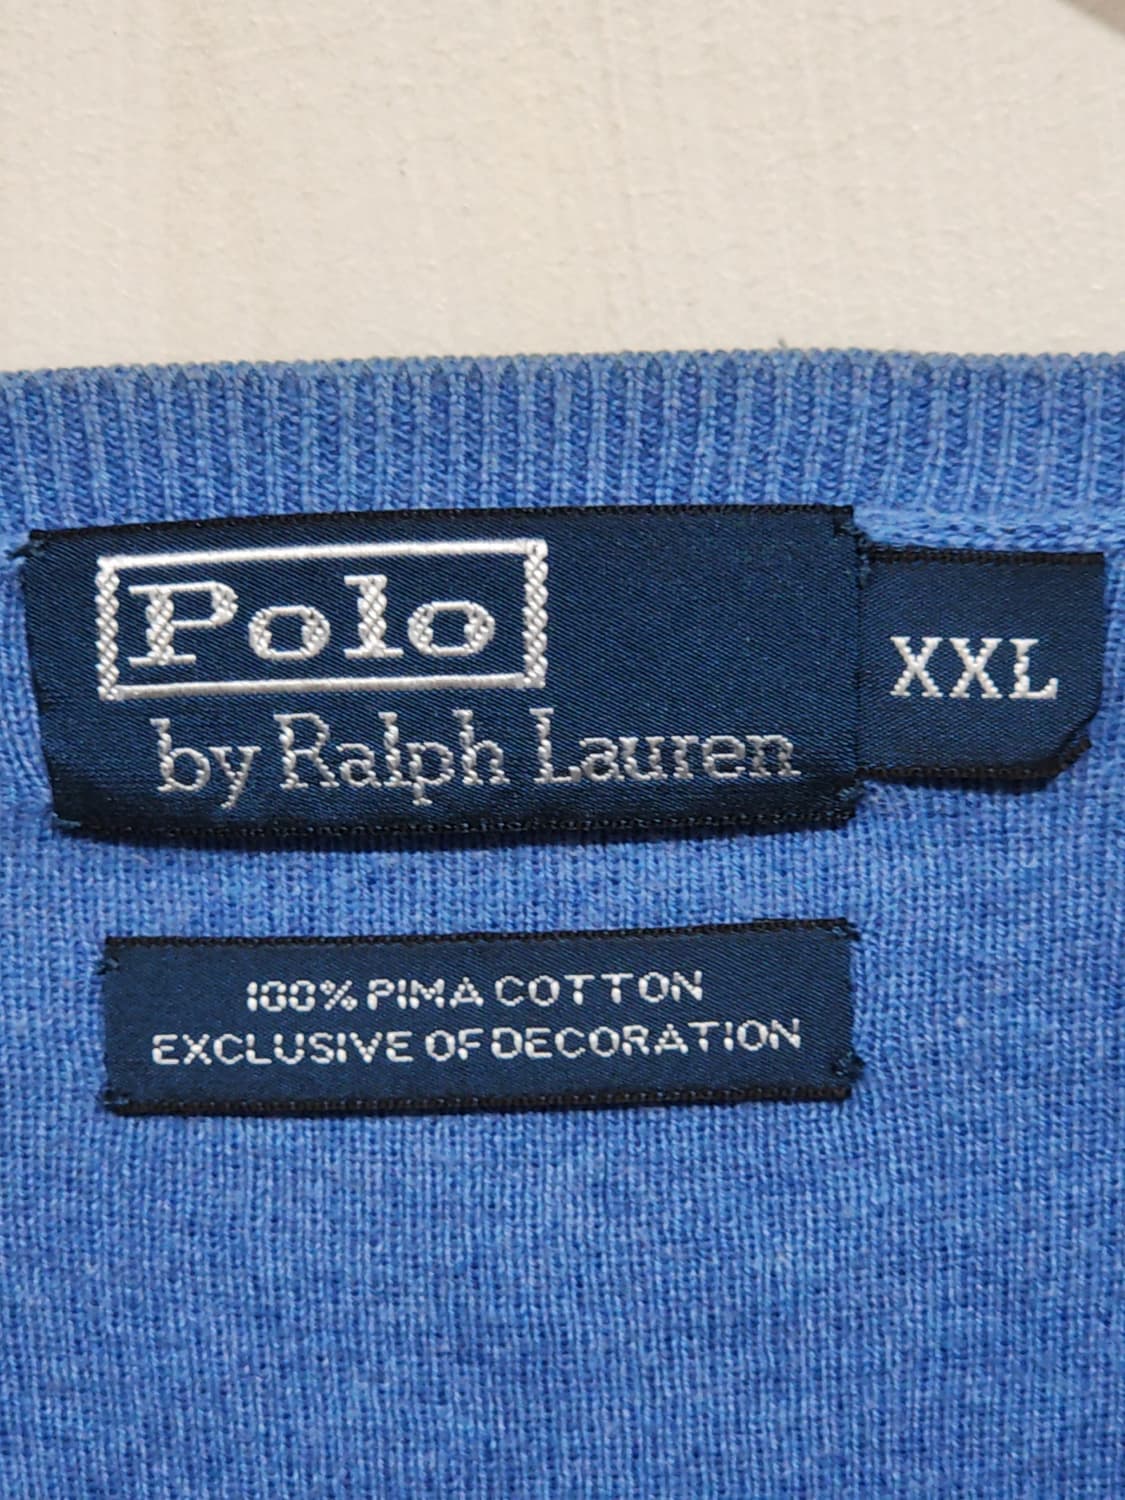 Polo
by Ralph Lauren
XXL
100% PIMA COTTON
EXCLUSIVE OF DECORATION